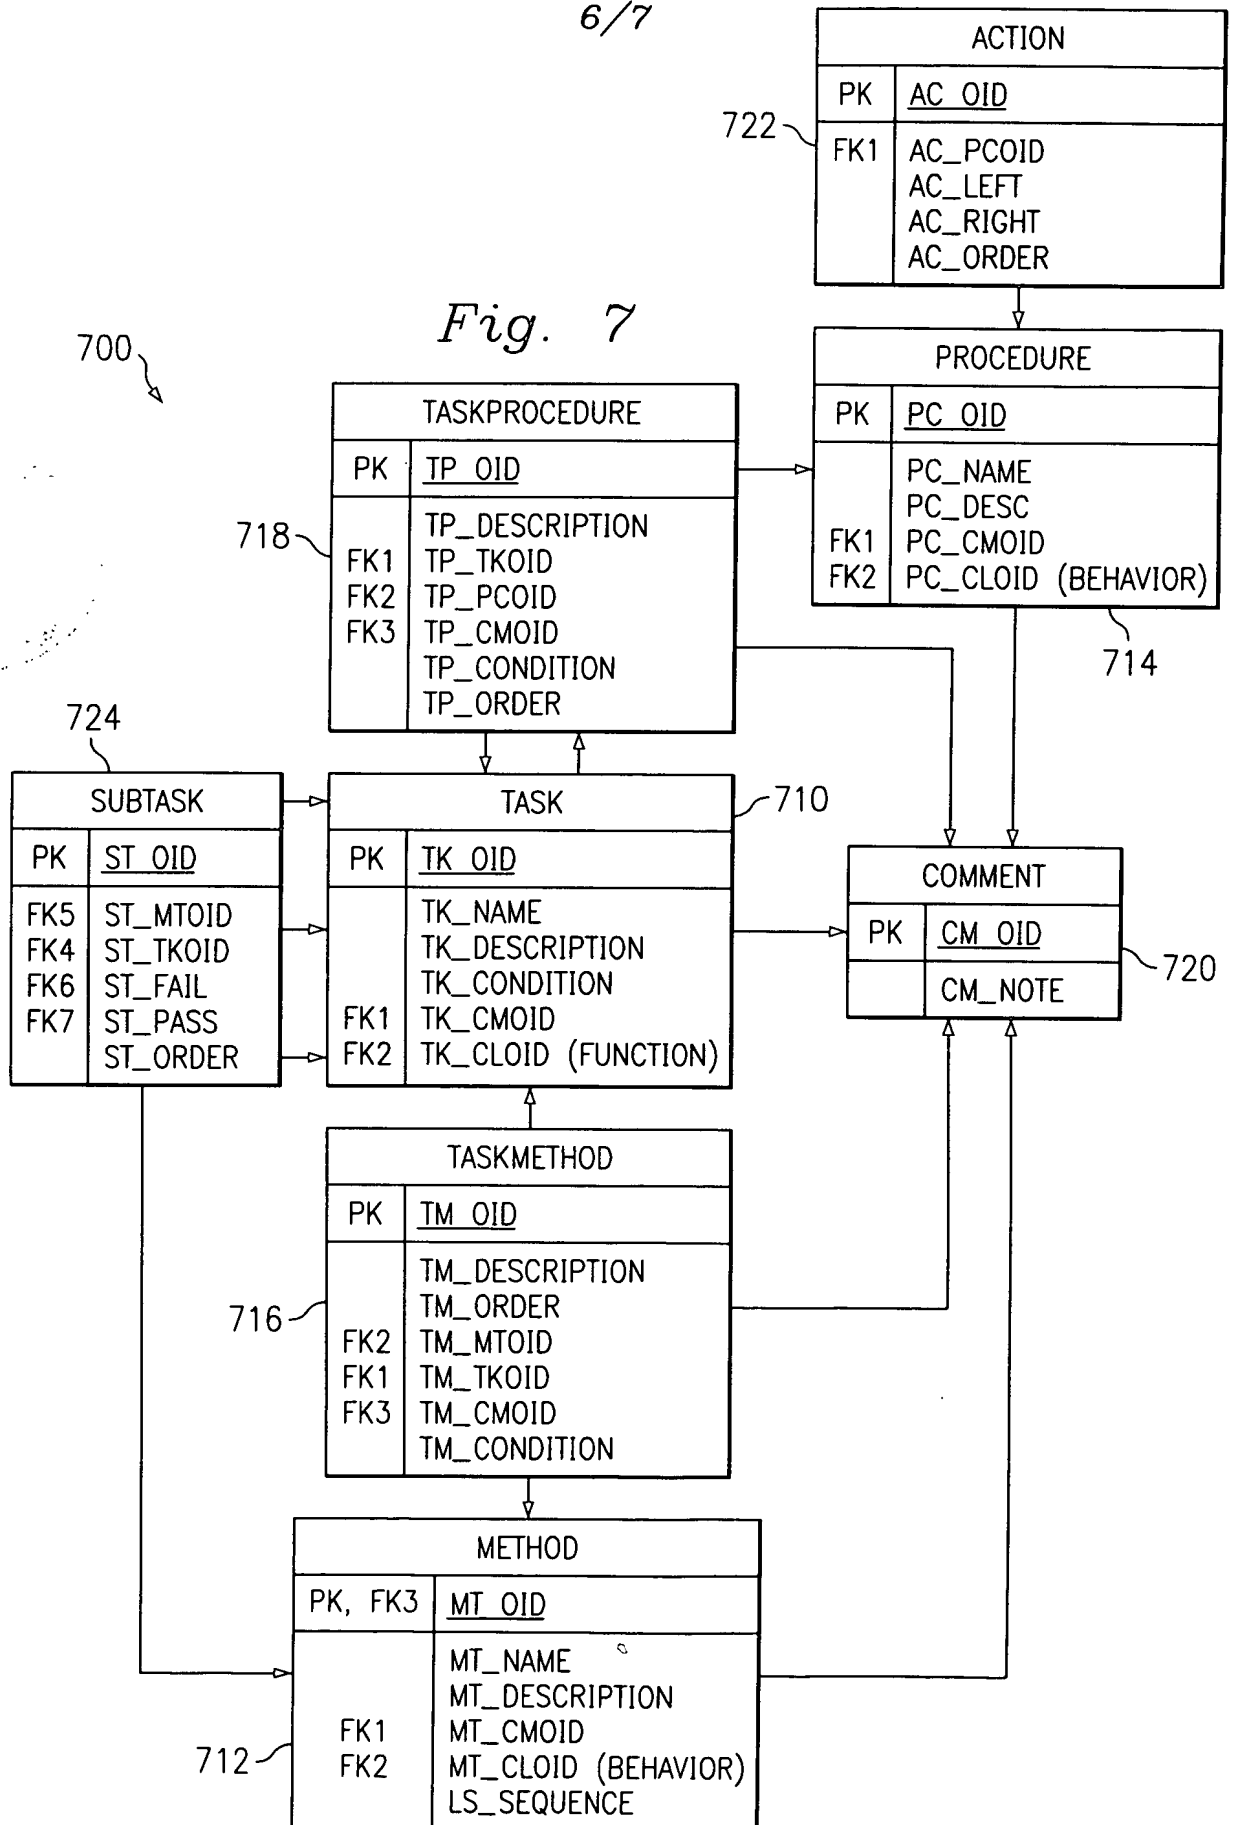 6/7
ACTION
PK AC_OID
722
FK1 AC_PCOID
AC_LEFT
AC_RIGHT
AC_ORDER
Fig. 7
700
PROCEDURE
PK PC_OID
PC_NAME
PC_DESC
FK1 PC_CMOID
FK2 PC_CLOID (BEHAVIOR)
714
TASKPROCEDURE
PK TP_OID
718
TP_DESCRIPTION
FK1 TP_TKOID
FK2 TP_PCOID
FK3 TP_CMOID
TP_CONDITION
TP_ORDER
724
SUBTASK
PK ST_OID
FK5 ST_MTOID
FK4 ST_TKOID
FK6 ST_FAIL
FK7 ST_PASS
ST_ORDER
TASK
710
PK TK_OID
TK_NAME
TK_DESCRIPTION
TK_CONDITION
FK1 TK_CMOID
FK2 TK_CLOID (FUNCTION)
COMMENT
PK CM_OID
720
CM_NOTE
TASKMETHOD
PK TM_OID
716
TM_DESCRIPTION
TM_ORDER
FK2 TM_MTOID
FK1 TM_TKOID
FK3 TM_CMOID
TM_CONDITION
METHOD
PK, FK3 MT_OID
MT_NAME
MT_DESCRIPTION
FK1 MT_CMOID
712
FK2 MT_CLOID (BEHAVIOR)
LS_SEQUENCE